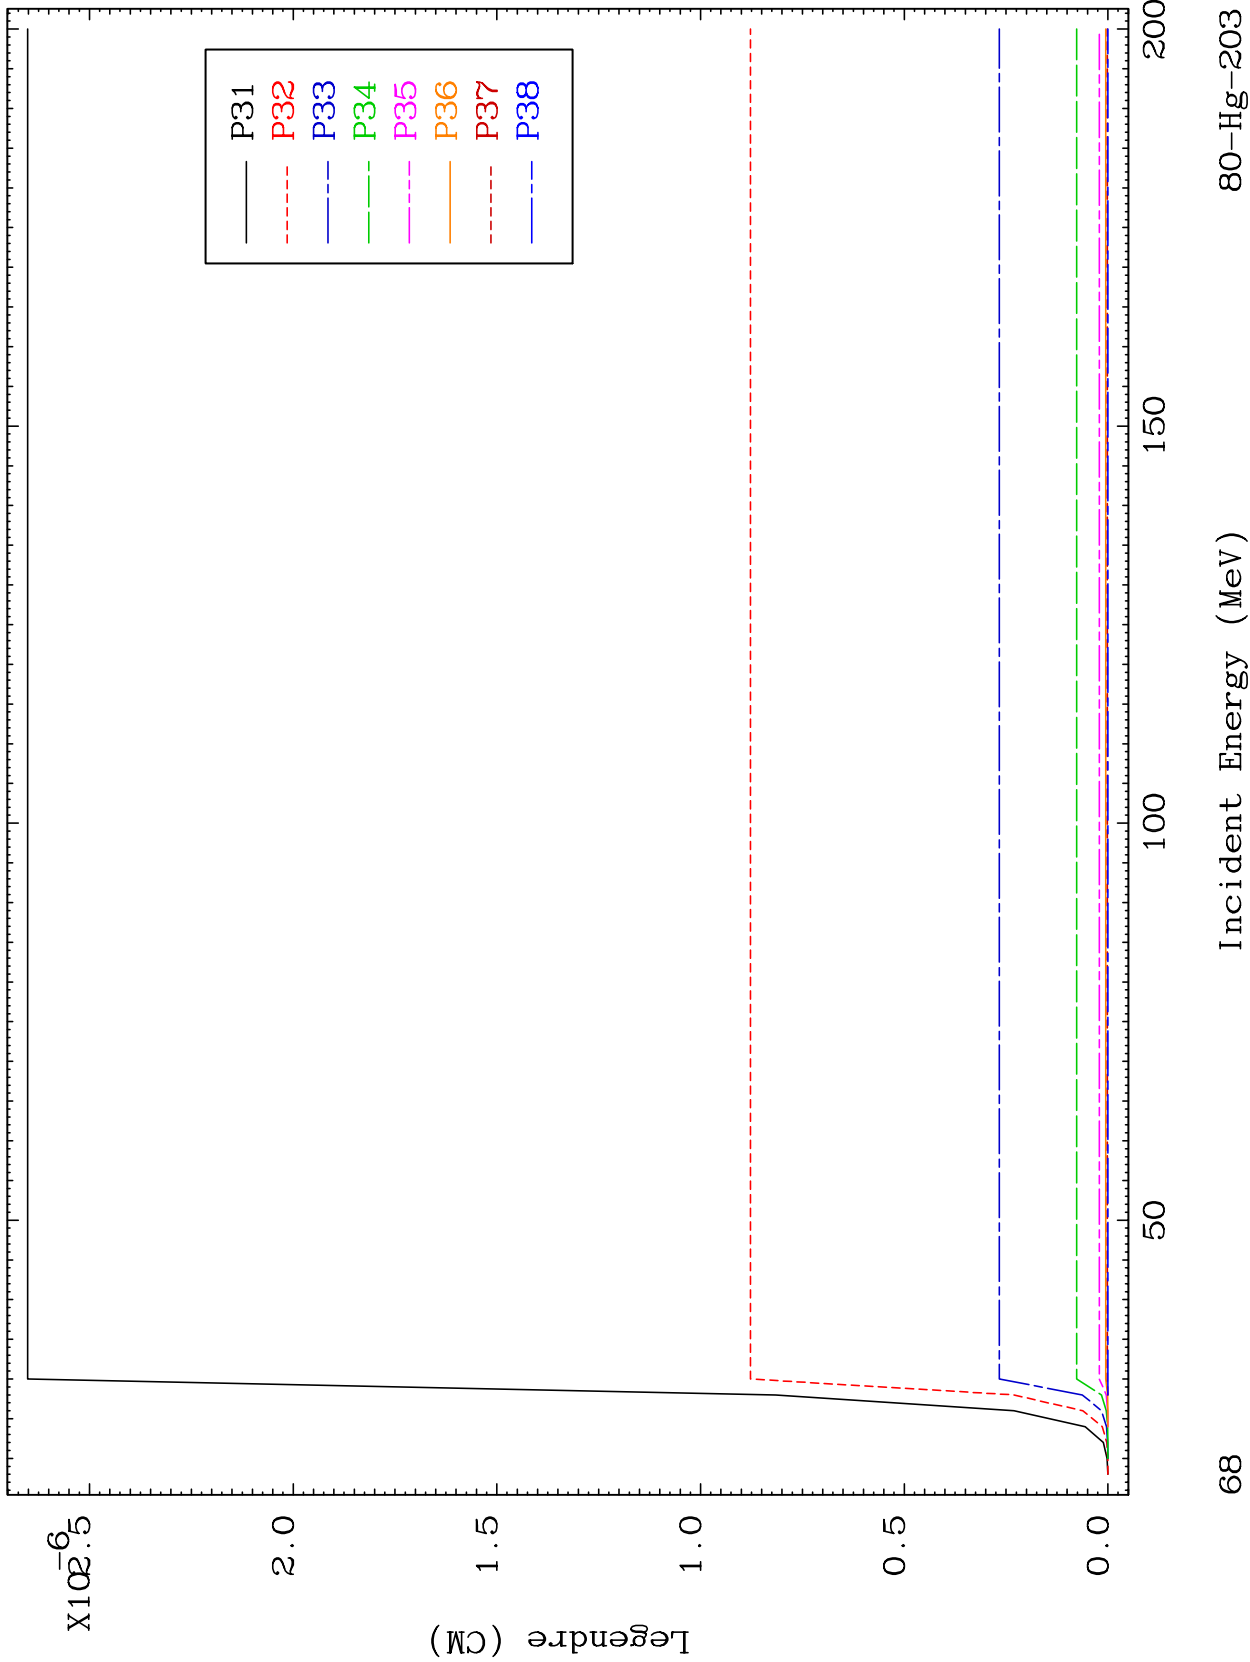 X10-6
2.5
2.0
1.5
1.0
0.5
0.0
Legendre (CM)
P31
P32
P33
P34
P35
P36
P37
P38
50
100
150
200
Incident Energy (MeV)
68
80-Hg-203